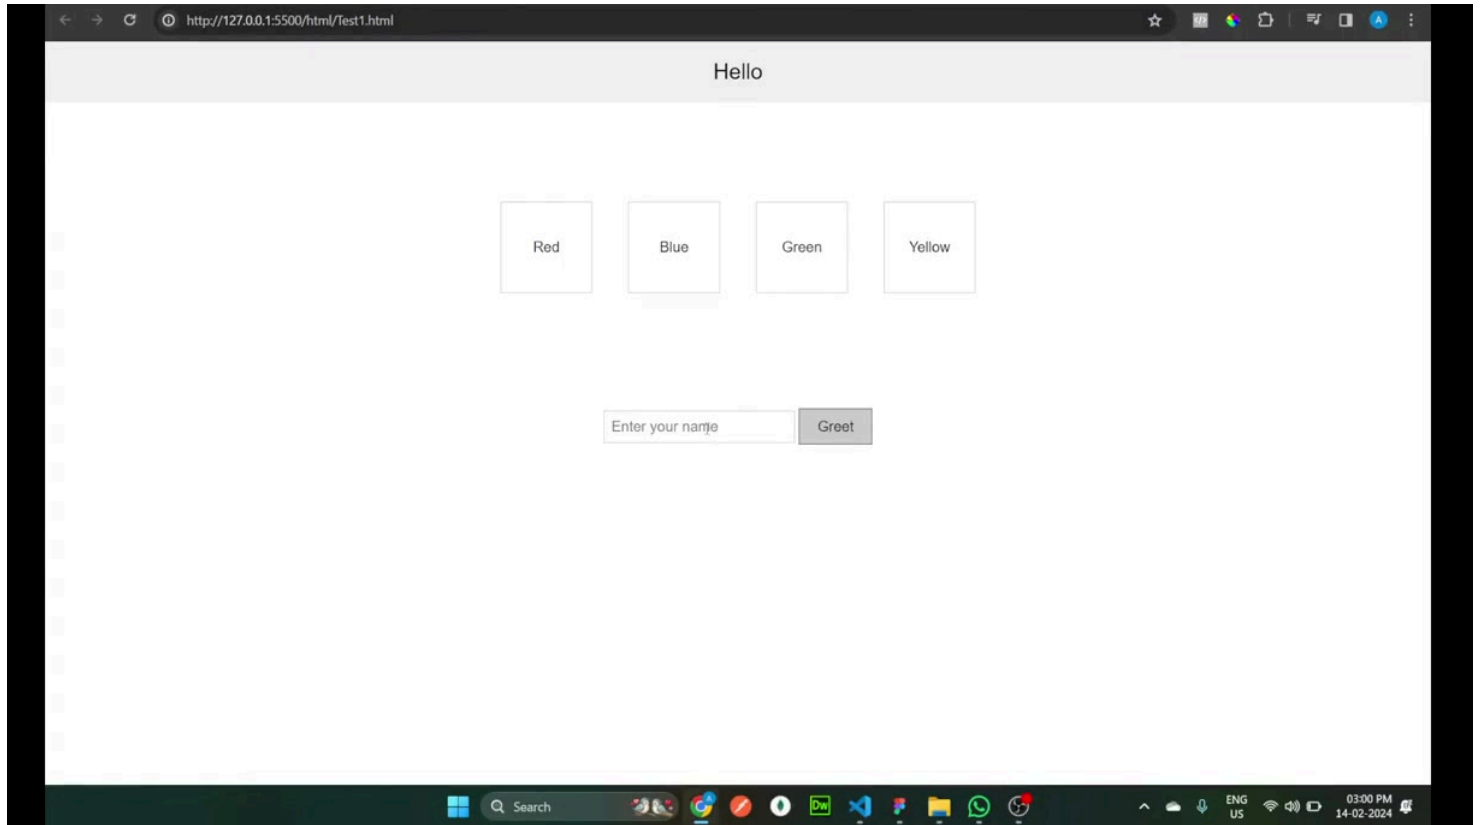 http://127.0.0.1:5500/html/Test1.html
A
Hello
Red
Blue
Green
Yellow
Enter your name
Greet
Search
Dw
ENG
US
03:00 PM
14-02-2024